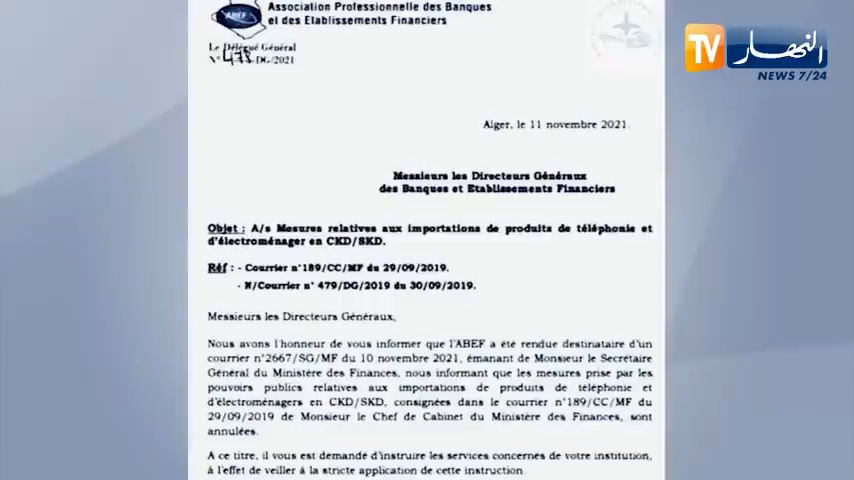 ABEF
Association Professionnelle des Banques
et des Etablissements Financiers
Le Délégué Général
N° 478 DG/2021
TV النهار
NEWS 7/24
Alger, le 11 novembre 2021.
Messieurs les Directeurs Généraux
des Banques et Etablissements Financiers
Objet : A/s Mesures relatives aux importations de produits de téléphonie et
d'électroménager en CKD/SKD.
Réf : - Courrier n°189/CC/MF du 29/09/2019.
- N/Courrier n° 479/DG/2019 du 30/09/2019.
Messieurs les Directeurs Généraux,
Nous avons l'honneur de vous informer que l'ABEF a été rendue destinataire d'un
courrier n°2667/SG/MF du 10 novembre 2021, émanant de Monsieur le Secrétaire
Général du Ministère des Finances, nous informant que les mesures prise par les
pouvoirs publics relatives aux importations de produits de téléphonie et
d'électroménagers en CKD/SKD, consignées dans le courrier n°189/CC/MF du
29/09/2019 de Monsieur le Chef de Cabinet du Ministère des Finances, sont
annulées.
A ce titre, il vous est demandé d'instruire les services concernés de votre institution,
à l'effet de veiller à la stricte application de cette instruction.